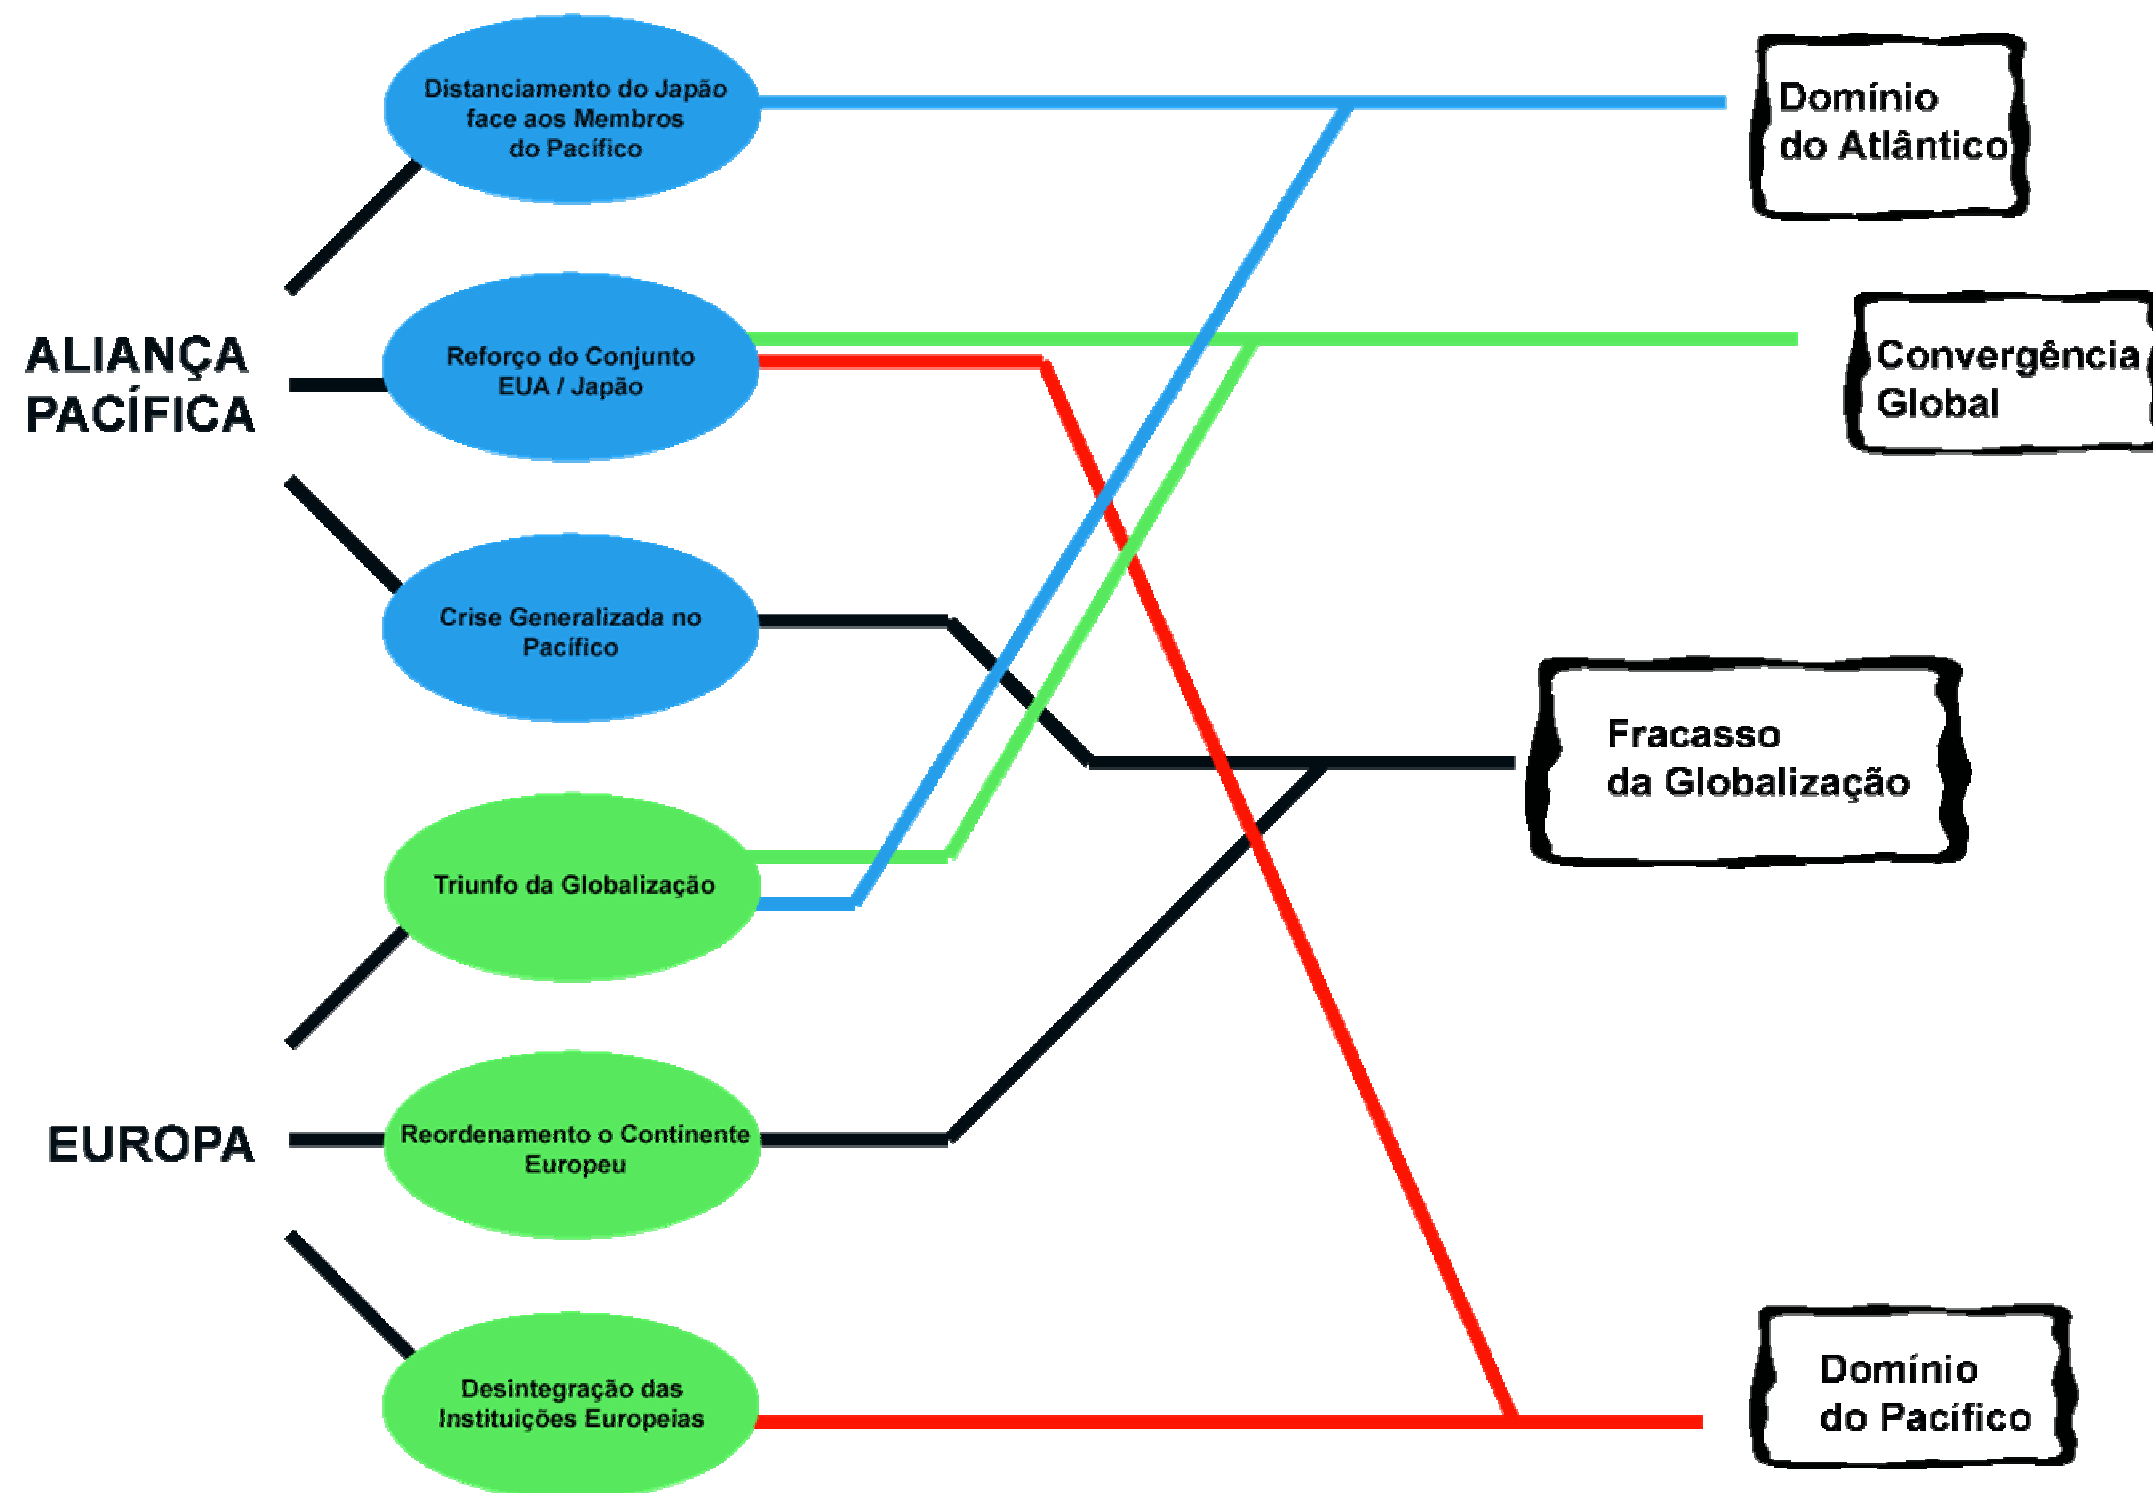 Distanciamento do Japão
face aos Membros
do Pacífico
Domínio
do Atlântico
ALIANÇA
PACÍFICA
Reforço do Conjunto
EUA / Japão
Convergência
Global
Crise Generalizada no
Pacífico
Fracasso
da Globalização
Triunfo da Globalização
EUROPA
Reordenamento o Continente
Europeu
Desintegração das
Instituições Europeias
Domínio
do Pacífico